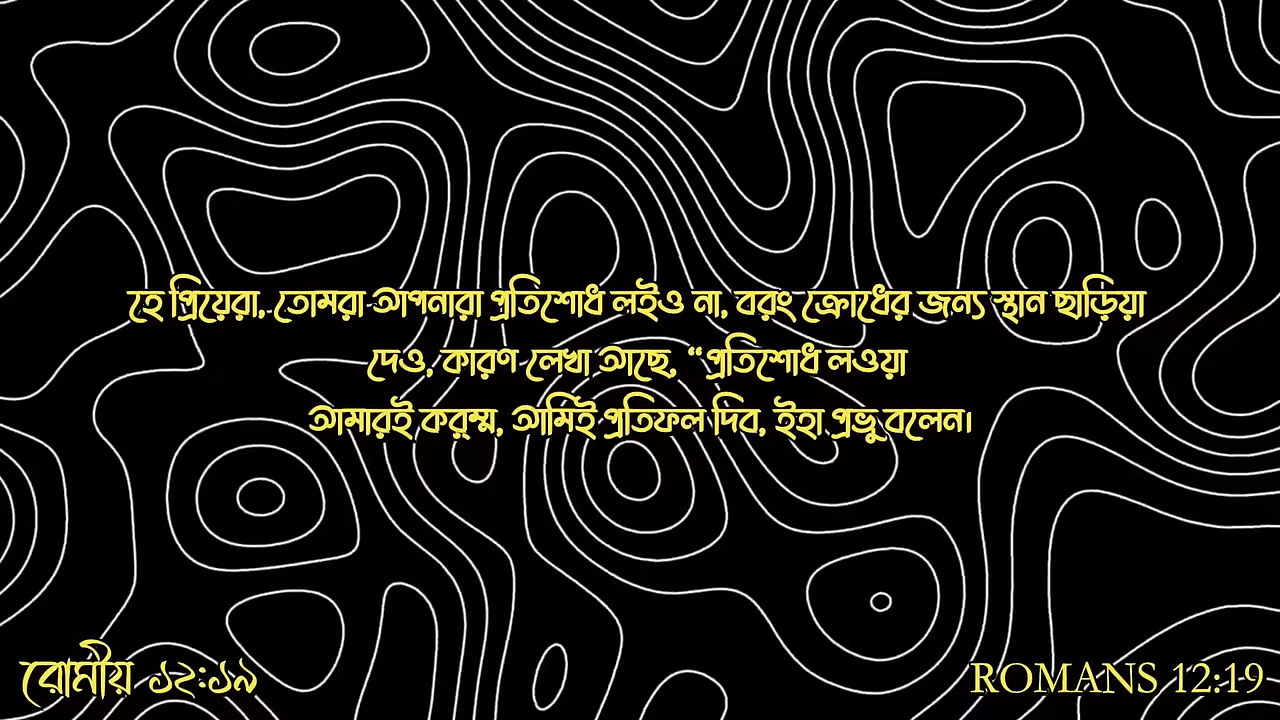 হে প্রিয়েরা, তোমরা আপনারা প্রতিশোধ লইও না, বরং ক্রোধের জন্য স্থান ছাড়িয়া
দেও, কারণ লেখা আছে, “প্রতিশোধ লওয়া
আমারই কর্ম্ম, আমিই প্রতিফল দিব, ইহা প্রভু বলেন।
রোমীয় ১২:১৯
ROMANS 12:19